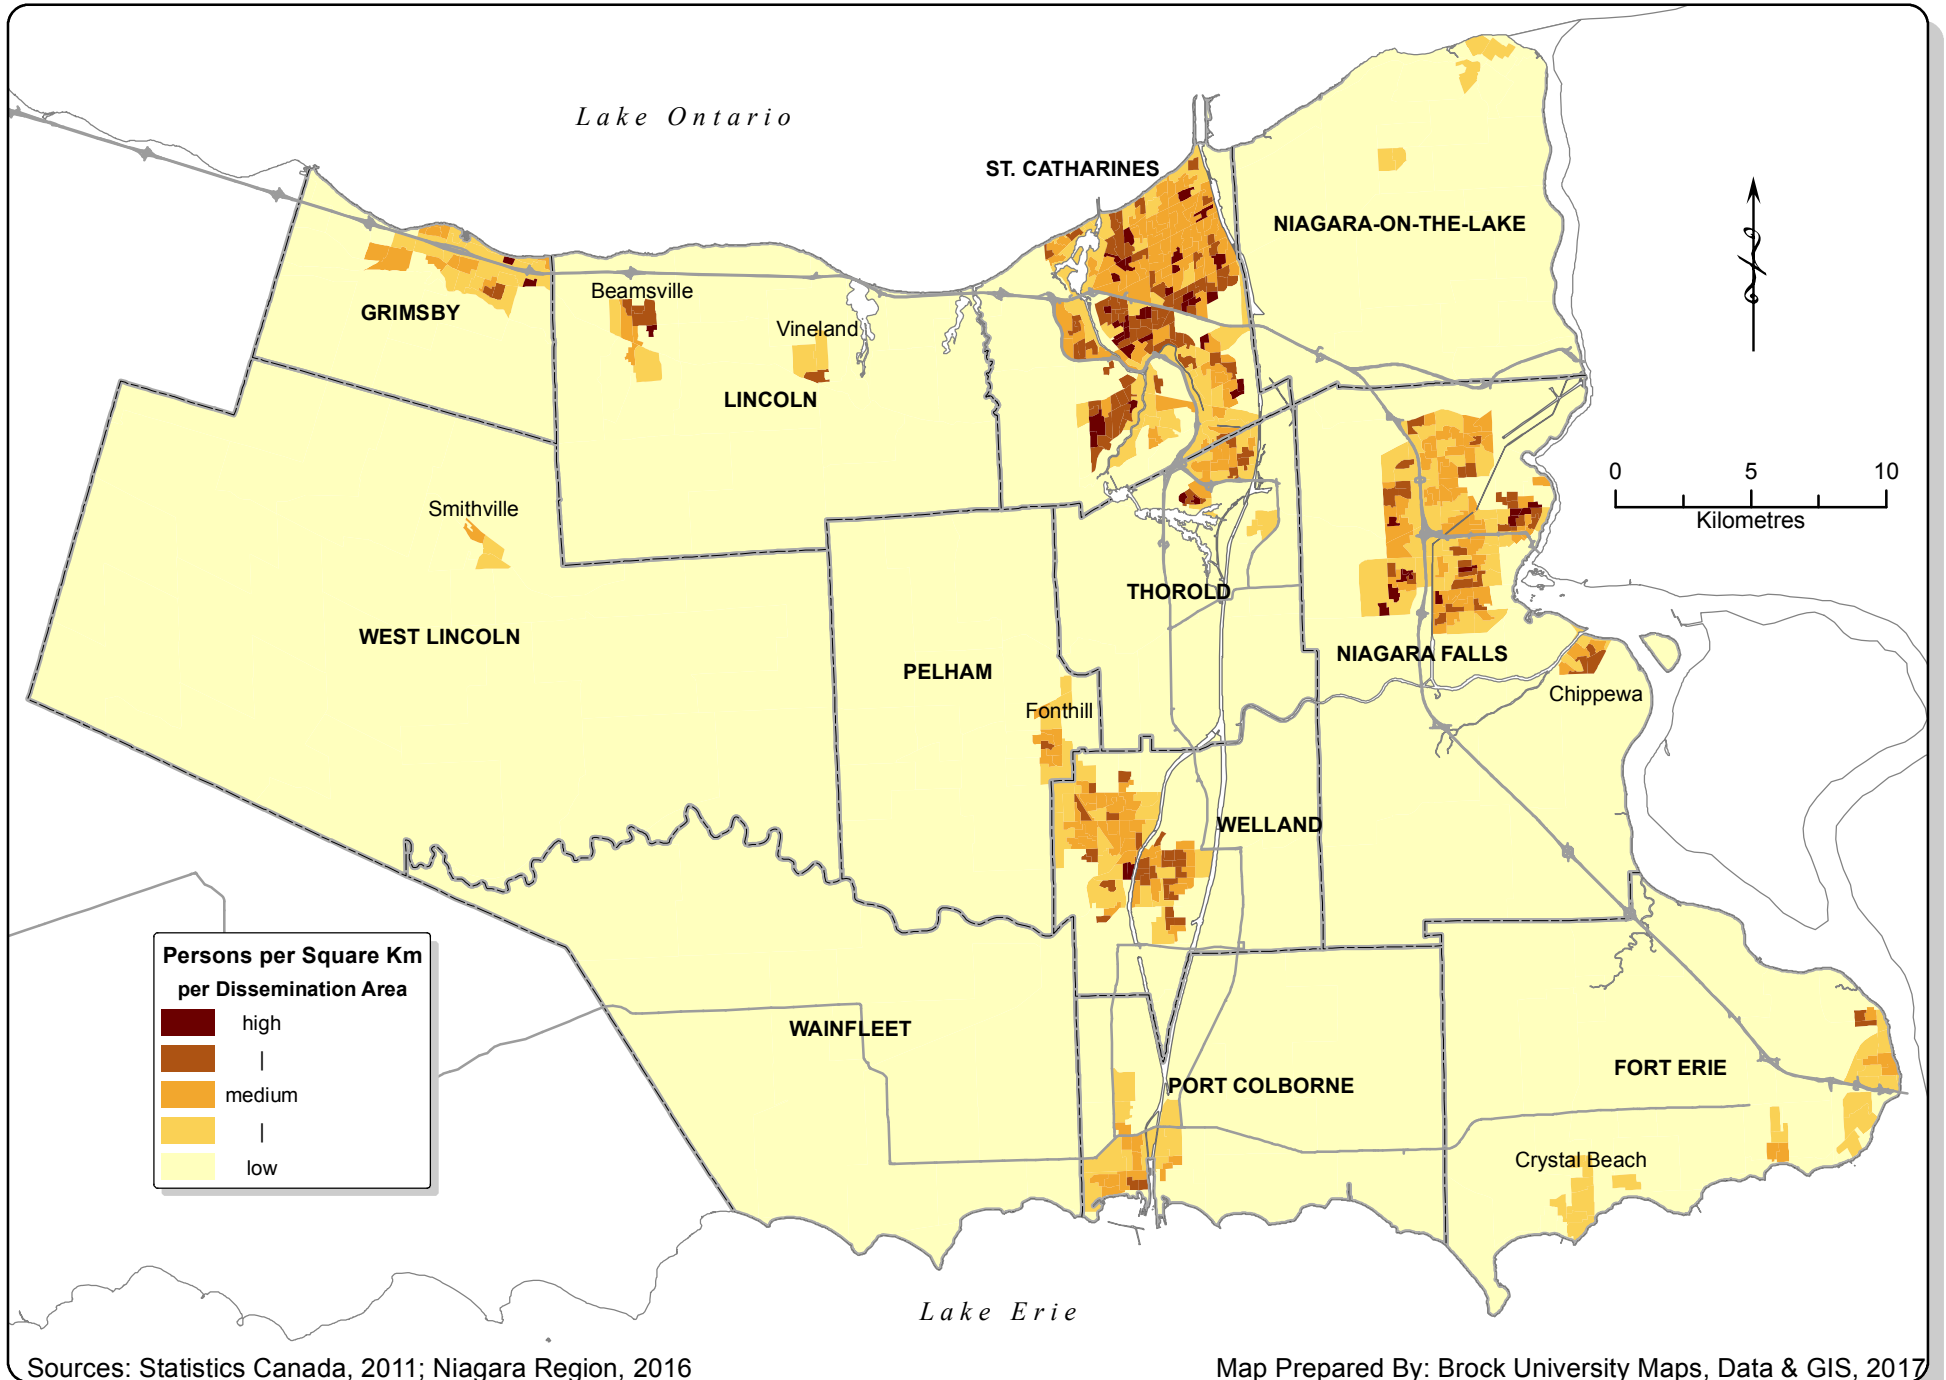 Lake Ontario
ST. CATHARINES
NIAGARA-ON-THE-LAKE
GRIMSBY
Beamsville
Vineland
LINCOLN
0 5 10
Kilometres
Smithville
THOROLD
WEST LINCOLN
PELHAM
NIAGARA FALLS
Chippewa
Fonthill
WELLAND
Persons per Square Km
per Dissemination Area
high
|
medium
|
low
WAINFLEET
PORT COLBORNE
FORT ERIE
Crystal Beach
Lake Erie
Sources: Statistics Canada, 2011; Niagara Region, 2016
Map Prepared By: Brock University Maps, Data & GIS, 2017